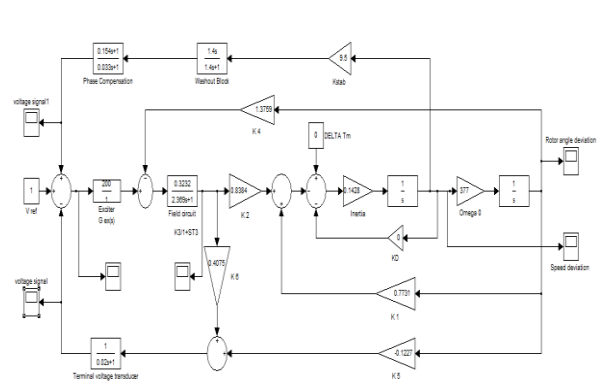 0.154s+1
0.033s+1
Phase Compensation
1.4s
1.4s+1
Washout Block
9.5
Kstab
voltage signal1
1.3759
K 4
0
DELTA Tm
Rotor angle deviation
1
V ref
200
1
Exciter
G ex(s)
0.3232
2.369s+1
Field circuit
K3/1+ST3
0.8384
K 2
0.1428
Inertia
1
s
377
Omega 0
1
s
0
KD
Speed deviation
0.4075
K 6
voltage signal
0.7731
K 1
1
0.02s+1
Terminal voltage transducer
-0.1227
K 5